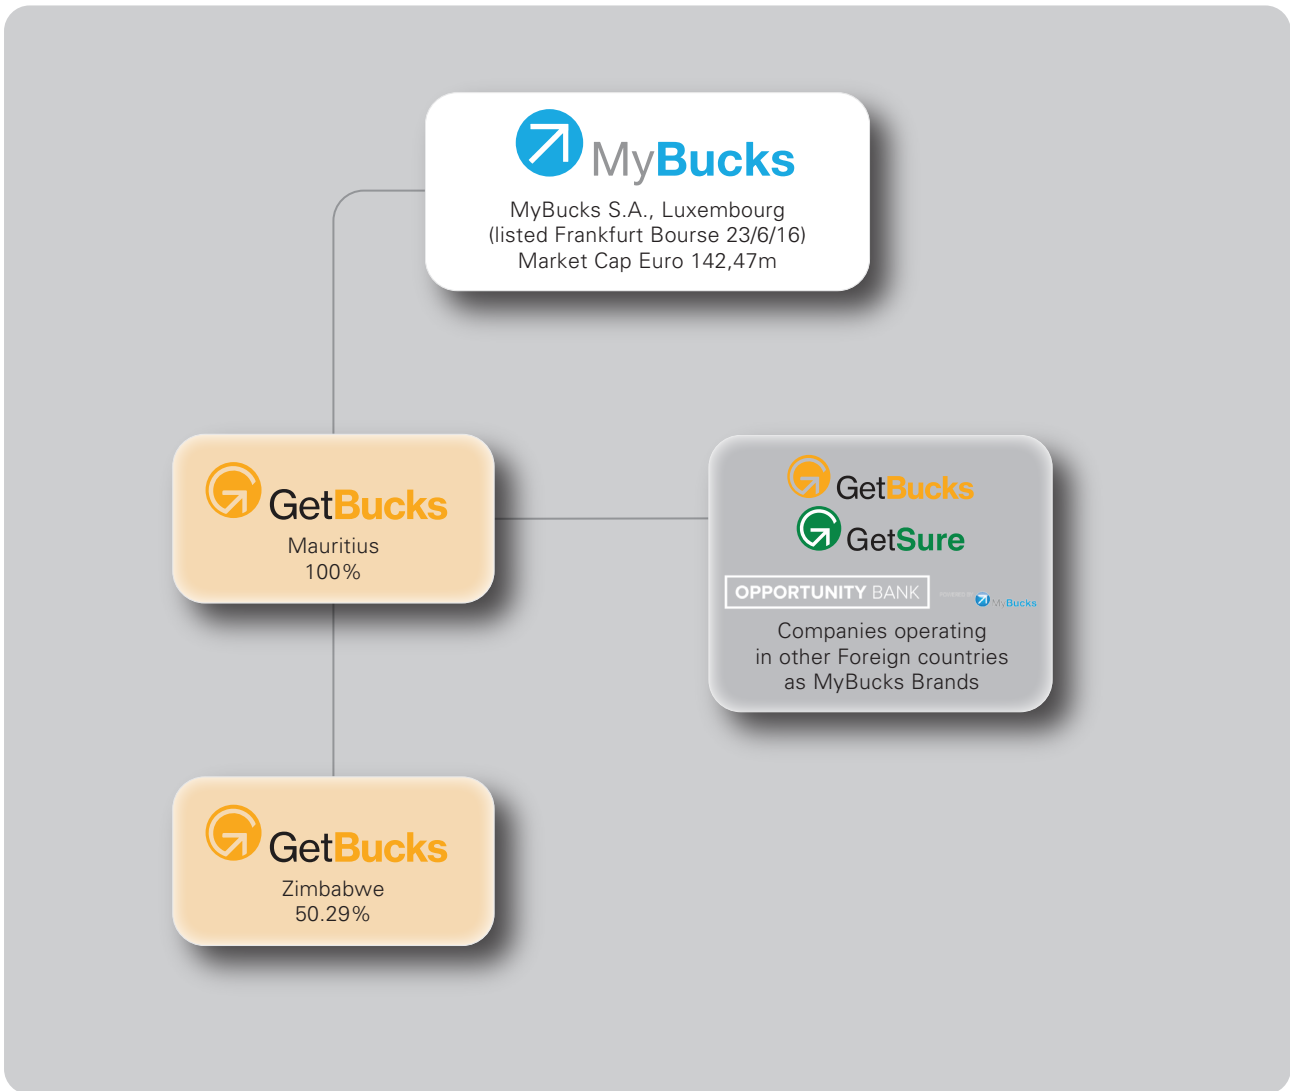 MyBucks
MyBucks S.A., Luxembourg
(listed Frankfurt Bourse 23/6/16)
Market Cap Euro 142,47m
GetBucks
Mauritius
100%
GetBucks
GetSure
OPPORTUNITY BANK
MyBucks
Companies operating
in other Foreign countries
as MyBucks Brands
GetBucks
Zimbabwe
50.29%